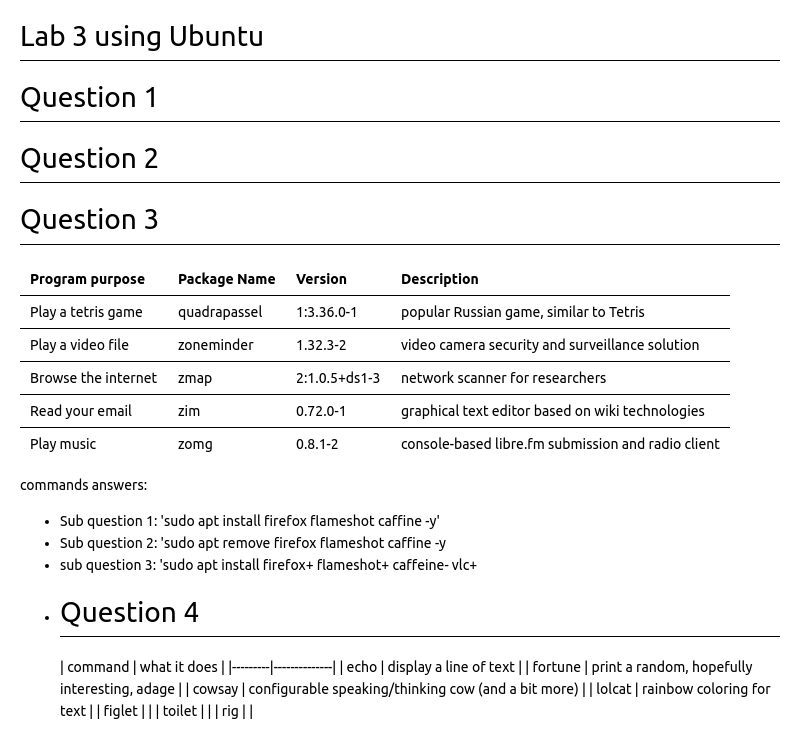 Lab 3 using Ubuntu
Question 1
Question 2
Question 3
Program purpose Package Name Version Description
Play a tetris game quadrapassel 1:3.36.0-1 popular Russian game, similar to Tetris
Play a video file zoneminder 1.32.3-2 video camera security and surveillance solution
Browse the internet zmap 2:1.0.5+ds1-3 network scanner for researchers
Read your email zim 0.72.0-1 graphical text editor based on wiki technologies
Play music zomg 0.8.1-2 console-based libre.fm submission and radio client
commands answers:
• Sub question 1: 'sudo apt install firefox flameshot caffine -y'
• Sub question 2: 'sudo apt remove firefox flameshot caffine -y
• sub question 3: 'sudo apt install firefox+ flameshot+ caffeine- vlc+
• Question 4
| command | what it does | |---------|--------------| | echo | display a line of text | | fortune | print a random, hopefully
interesting, adage | | cowsay | configurable speaking/thinking cow (and a bit more) | | lolcat | rainbow coloring for
text | | figlet | | | toilet | | | rig | |